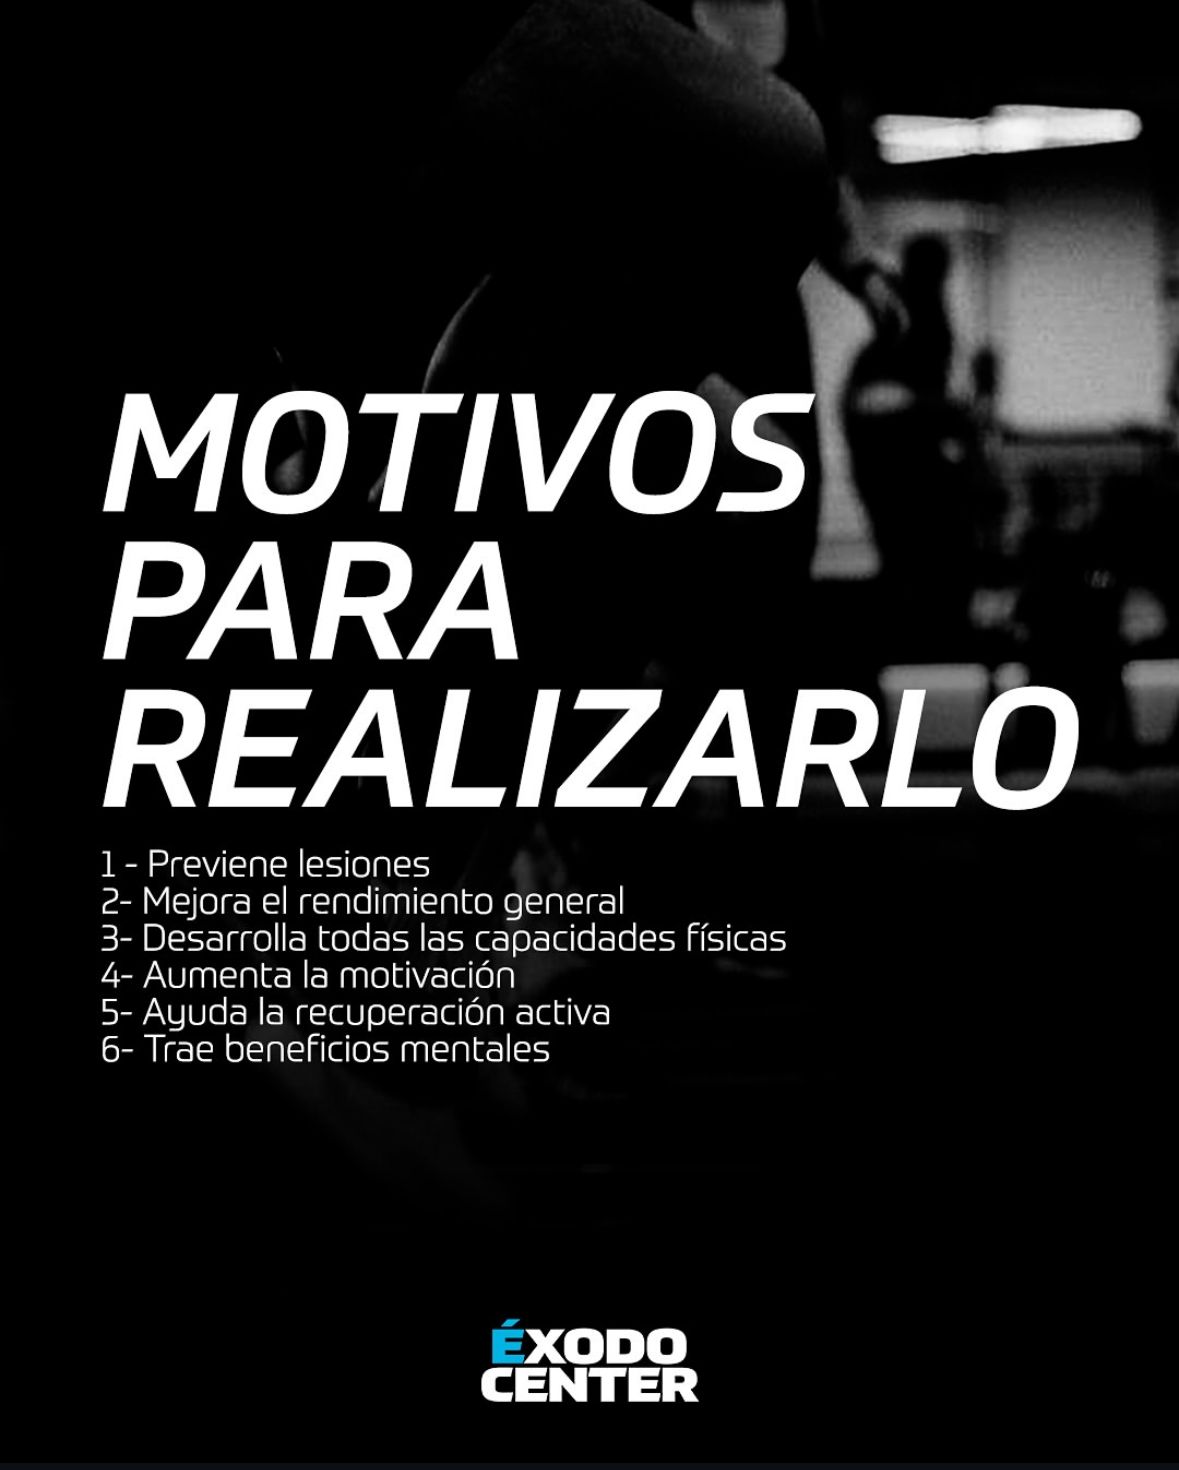 MOTIVOS
PARA
REALIZARLO
1 - Previene lesiones
2- Mejora el rendimiento general
3- Desarrolla todas las capacidades físicas
4- Aumenta la motivación
5- Ayuda la recuperación activa
6- Trae beneficios mentales
ÉXODO
CENTER